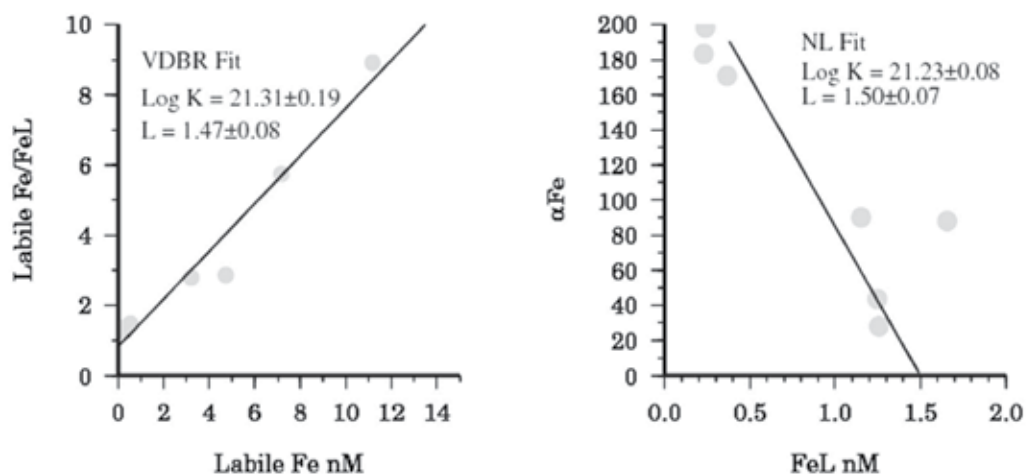 VDBR Fit
Log K = 21.31±0.19
L = 1.47±0.08
Labile Fe/FeL
10
8
6
4
2
0
0 2 4 6 8 10 12 14
Labile Fe nM
NL Fit
Log K = 21.23±0.08
L = 1.50±0.07
αFe
200
180
160
140
120
100
80
60
40
20
0
0.0 0.5 1.0 1.5 2.0
FeL nM